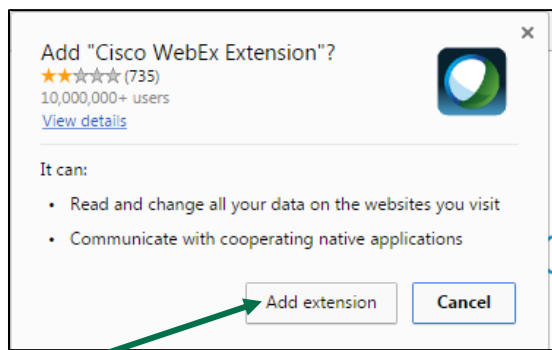 Add "Cisco WebEx Extension"?
(735)
10,000,000+ users
View details
It can:
• Read and change all your data on the websites you visit
• Communicate with cooperating native applications
Add extension
Cancel